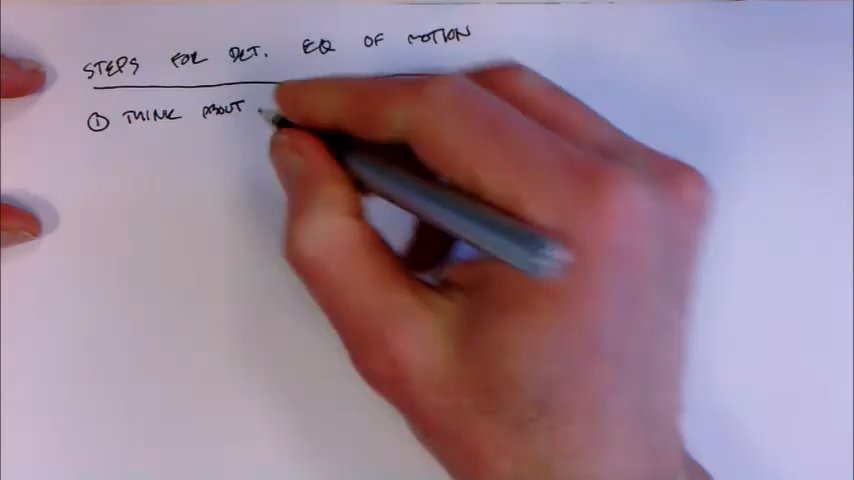 STEPS FOR DET. EQ OF MOTION
① THINK ABOUT